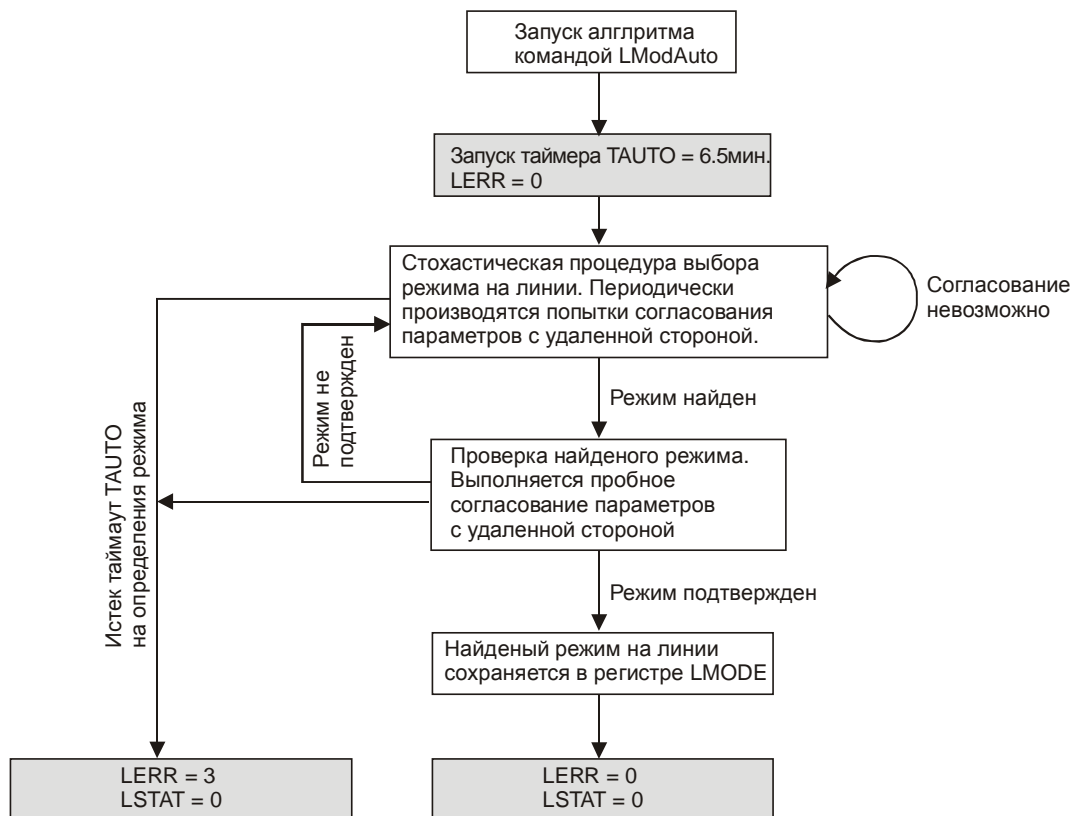 Запуск алглритма
командой LModAuto
Запуск таймера TAUTO = 6.5мин.
LERR = 0
Стохастическая процедура выбора
режима на линии. Периодически
производятся попытки согласования
параметров с удаленной стороной.
Согласование
невозможно
Режим не
подтвержден
Режим найден
Истек таймаут TAUTO
на определения режима
Проверка найденого режима.
Выполняется пробное
согласование параметров
с удаленной стороной
Режим подтвержден
Найденый режим на линии
сохраняется в регистре LMODE
LERR = 3
LSTAT = 0
LERR = 0
LSTAT = 0